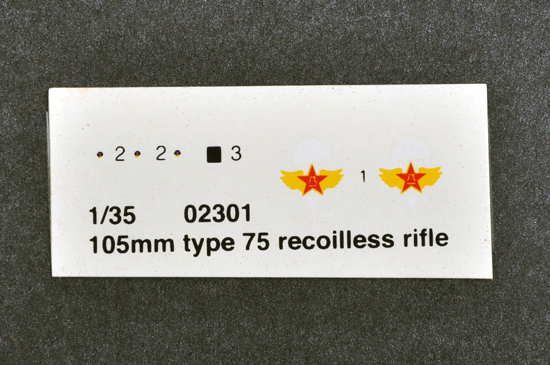 2 2 3 1
1/35 02301
105mm type 75 recoilless rifle